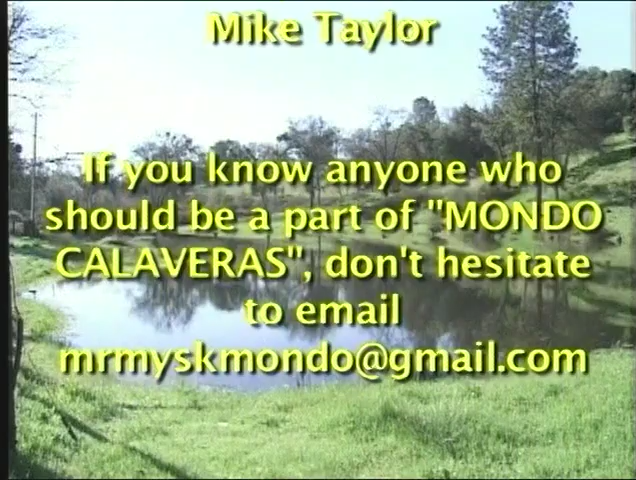 Mike Taylor
If you know anyone who
should be a part of "MONDO
CALAVERAS", don't hesitate
to email
mrmyskmondo@gmail.com